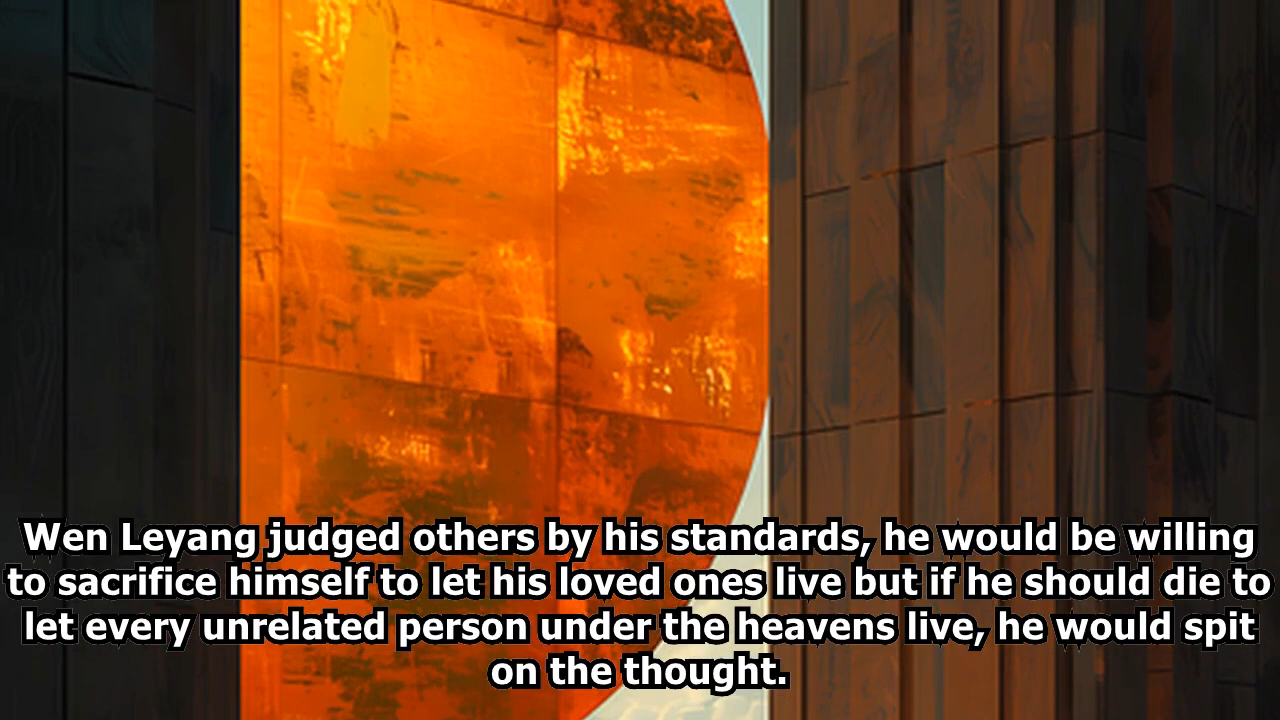 Wen Leyang judged others by his standards, he would be willing
to sacrifice himself to let his loved ones live but if he should die to
let every unrelated person under the heavens live, he would spit
on the thought.